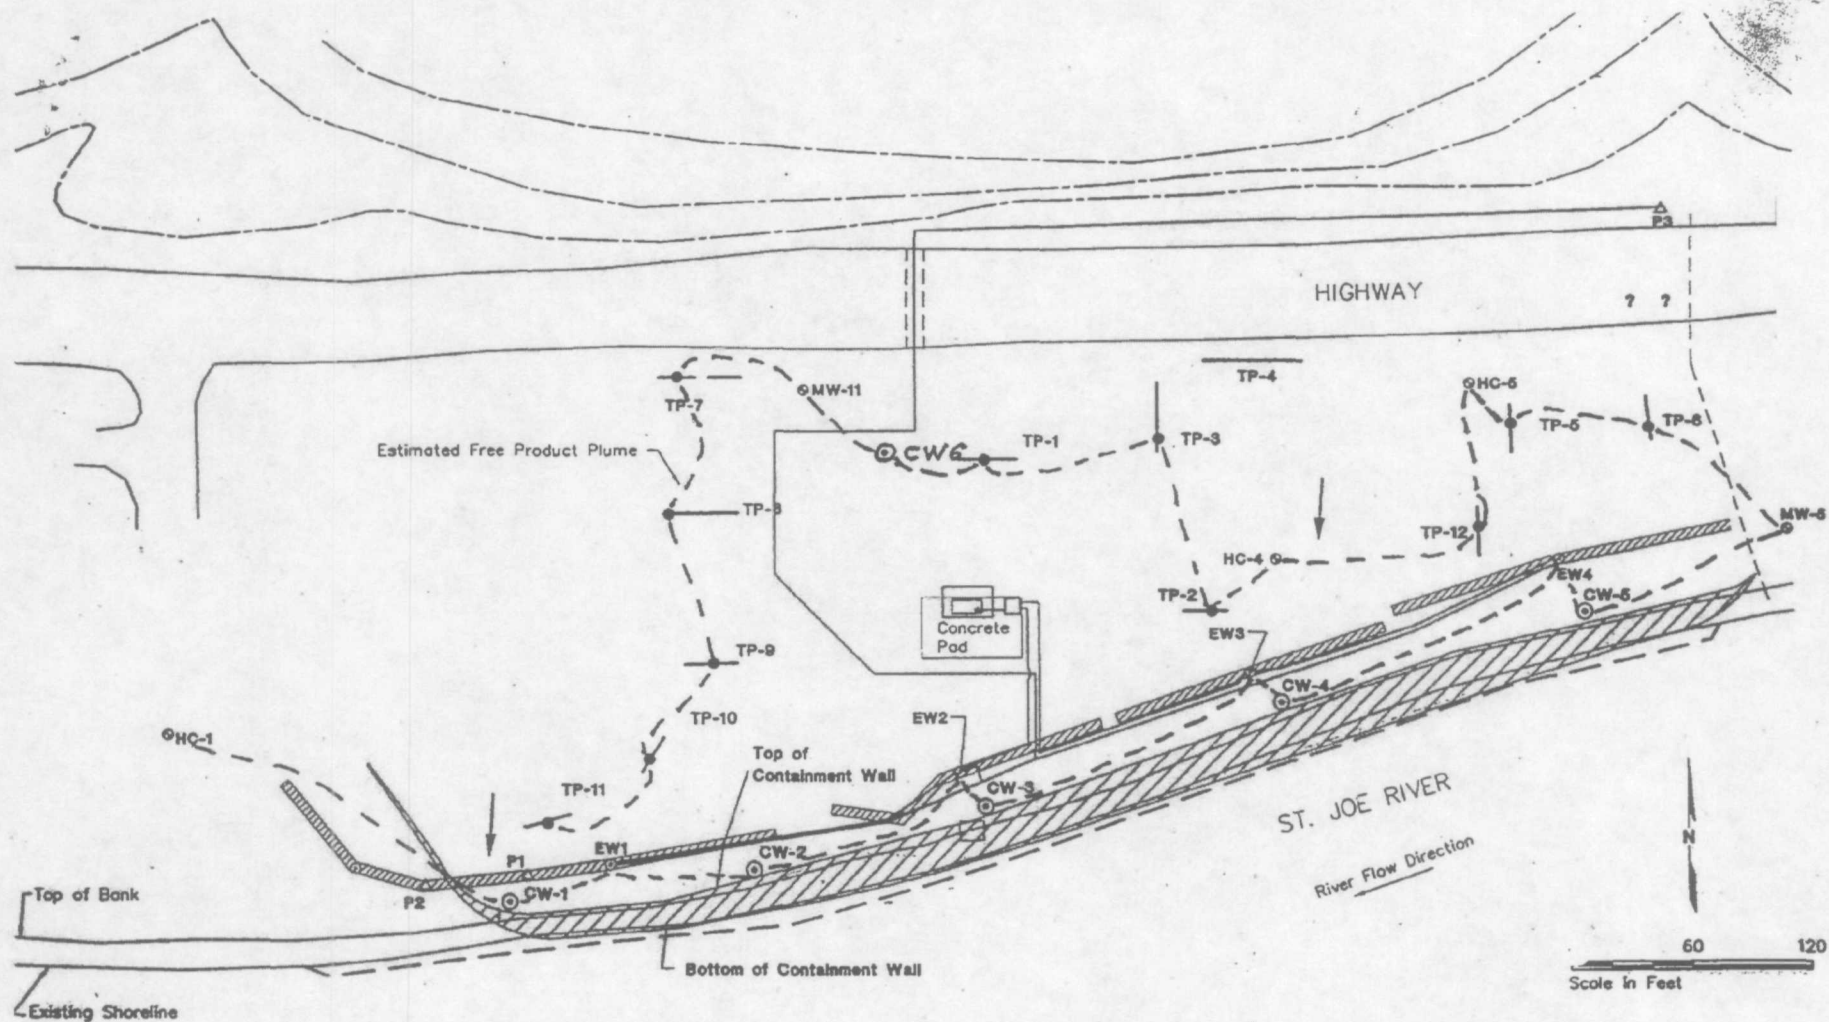 P3
HIGHWAY
? ?
TP-4
MW-11
HC-5
TP-7
TP-1
TP-3
TP-5
TP-6
Estimated Free Product Plume
CW6
TP-8
TP-12
MW-5
HC-4
EW4
TP-2
CW-5
Concrete
Pad
EW3
TP-9
CW-4
TP-10
EW2
HC-1
Top of
Containment Wall
TP-11
CW-3
ST. JOE RIVER
N
P1
EW1
CW-2
River Flow Direction
Top of Bank
P2
CW-1
60
120
Bottom of Containment Wall
Scale in Feet
Existing Shoreline